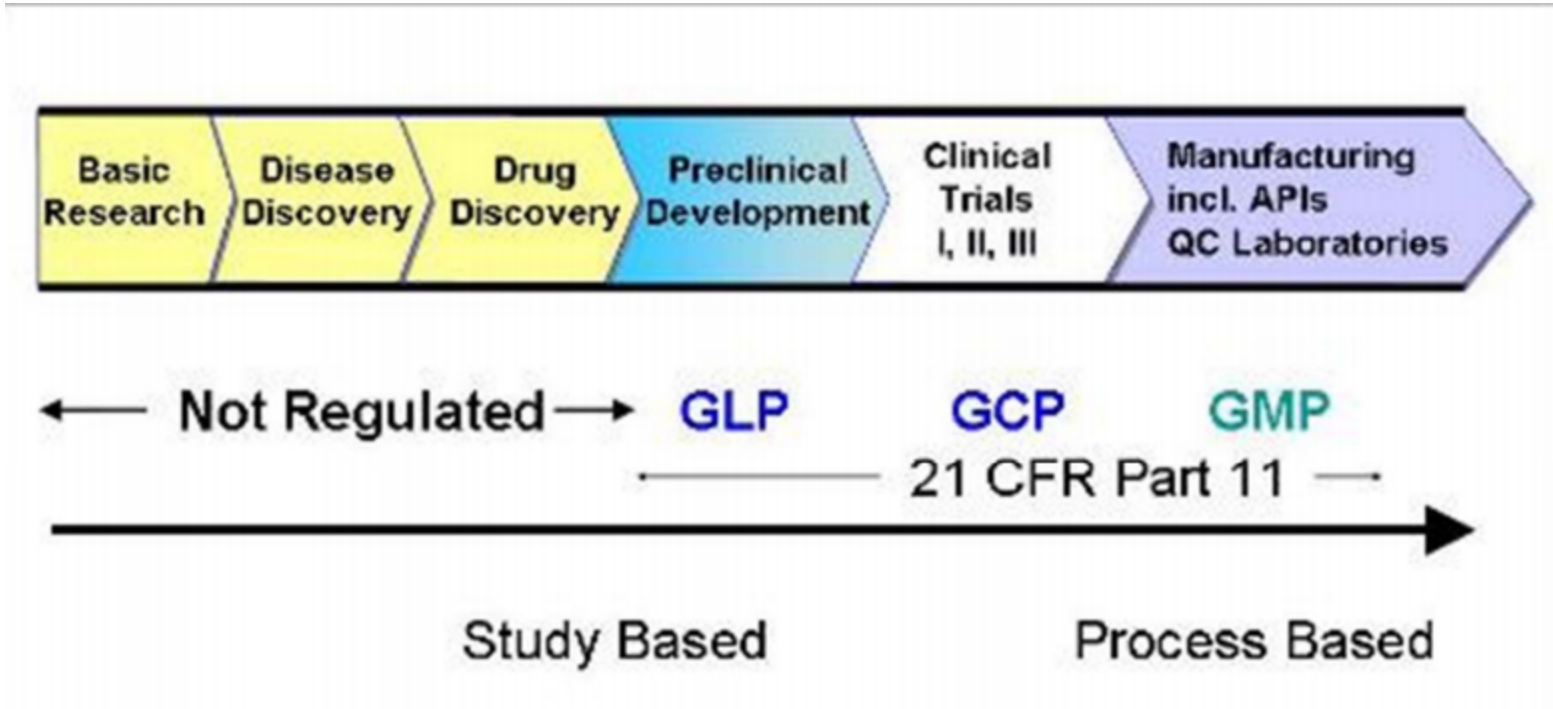 Basic
Research
Disease
Discovery
Drug
Discovery
Preclinical
Development
Clinical
Trials
I, II, III
Manufacturing
incl. APIs
QC Laboratories
Not Regulated
GLP
GCP
GMP
21 CFR Part 11
Study Based
Process Based